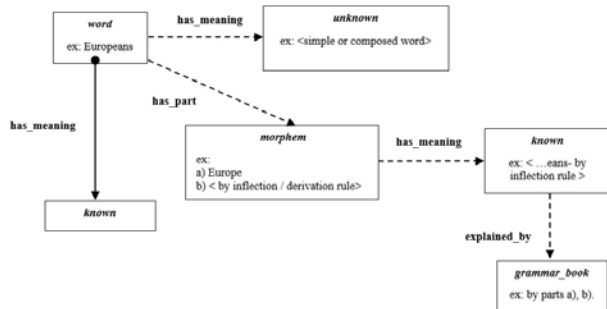 word
ex: Europeans
has_meaning
unknown
ex: <simple or composed word>
has_part
has_meaning
morphem
ex:
a) Europe
b) < by inflection / derivation rule>
has_meaning
known
ex: < ...eans- by
inflection rule >
known
explained_by
grammar_book
ex: by parts a), b).